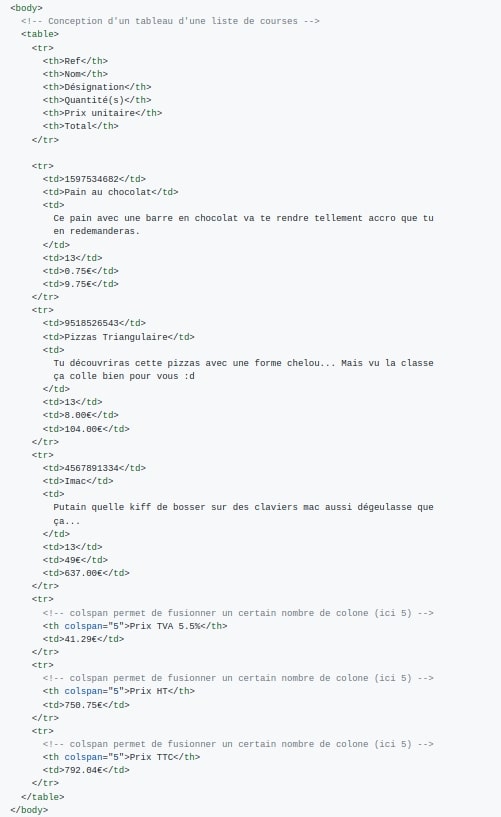 <body>
<!-- Conception d'un tableau d'une liste de courses -->
<table>
<tr>
<th>Ref</th>
<th>Nom</th>
<th>Désignation</th>
<th>Quantité(s)</th>
<th>Prix unitaire</th>
<th>Total</th>
</tr>
<tr>
<td>1597534682</td>
<td>Pain au chocolat</td>
<td>
Ce pain avec une barre en chocolat va te rendre tellement accro que tu
en redemanderas.
</td>
<td>13</td>
<td>0.75€</td>
<td>9.75€</td>
</tr>
<tr>
<td>9518526543</td>
<td>Pizzas Triangulaire</td>
<td>
Tu découvriras cette pizzas avec une forme chelou... Mais vu la classe
ça colle bien pour vous :d
</td>
<td>13</td>
<td>8.00€</td>
<td>104.00€</td>
</tr>
<tr>
<td>4567891334</td>
<td>Imac</td>
<td>
Putain quelle kiff de bosser sur des claviers mac aussi dégeulasse que
ça...
</td>
<td>13</td>
<td>49€</td>
<td>637.00€</td>
</tr>
<tr>
<!-- colspan permet de fusionner un certain nombre de colone (ici 5) -->
<th colspan="5">Prix TVA 5.5%</th>
<td>41.29€</td>
</tr>
<tr>
<!-- colspan permet de fusionner un certain nombre de colone (ici 5) -->
<th colspan="5">Prix HT</th>
<td>750.75€</td>
</tr>
<tr>
<!-- colspan permet de fusionner un certain nombre de colone (ici 5) -->
<th colspan="5">Prix TTC</th>
<td>792.04€</td>
</tr>
</table>
</body>